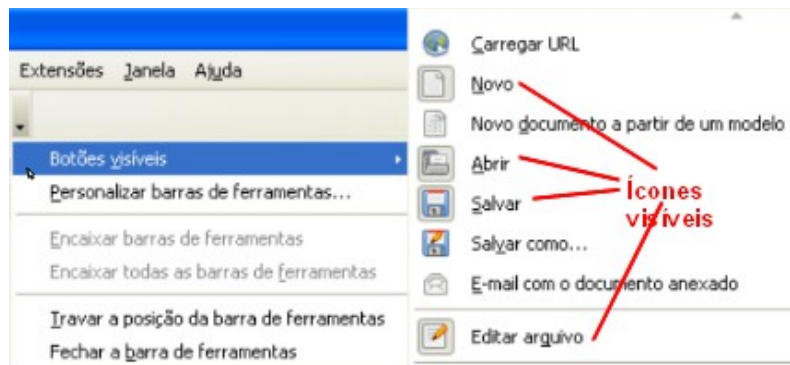 Extensões Janela Ajuda
Botões visíveis
Personalizar barras de ferramentas...
Encaixar barras de ferramentas
Encaixar todas as barras de ferramentas
Travar a posição da barra de ferramentas
Fechar a barra de ferramentas
Carregar URL
Novo
Novo documento a partir de um modelo
Abrir
Salvar
Salvar como...
E-mail com o documento anexado
Editar arquivo
Ícones
visíveis